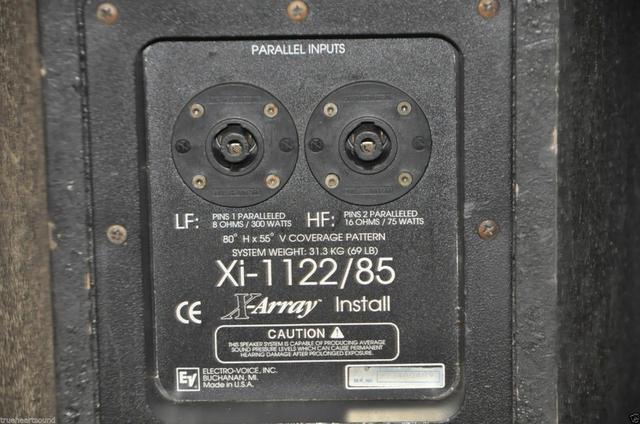 PARALLEL INPUTS
LF: PINS 1 PARALLELED
8 OHMS / 300 WATTS
HF: PINS 2 PARALLELED
16 OHMS / 75 WATTS
80° H x 55° V COVERAGE PATTERN
SYSTEM WEIGHT: 31.3 KG (69 LB)
Xi-1122/85
CE X-Array™ Install
CAUTION
THIS SPEAKER SYSTEM IS CAPABLE OF PRODUCING AVERAGE
SOUND PRESSURE LEVELS WHICH CAN CAUSE PERMANENT
HEARING DAMAGE AFTER PROLONGED EXPOSURE.
EV
ELECTRO-VOICE, INC.
BUCHANAN, MI.
Made in U.S.A.
trueheartsound